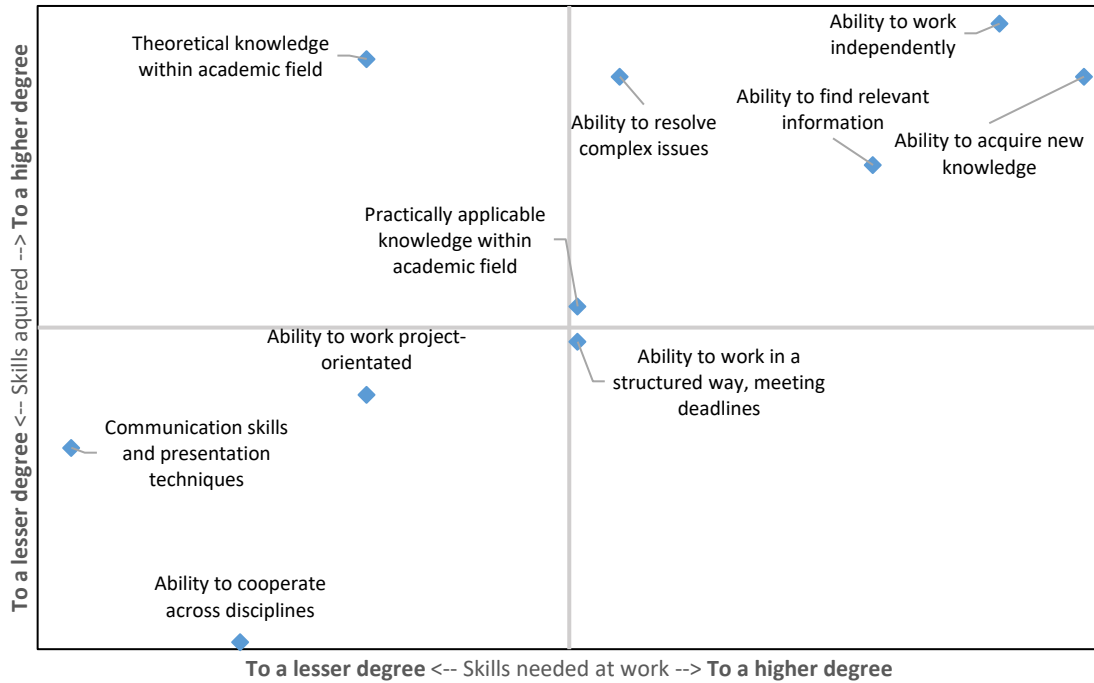 To a lesser degree <-- Skills aquired --> To a higher degree
Theoretical knowledge
within academic field
Ability to work
independently
Ability to resolve
complex issues
Ability to find relevant
information
Ability to acquire new
knowledge
Practically applicable
knowledge within
academic field
Ability to work project-
orientated
Ability to work in a
structured way, meeting
deadlines
Communication skills
and presentation
techniques
Ability to cooperate
across disciplines
To a lesser degree <-- Skills needed at work --> To a higher degree